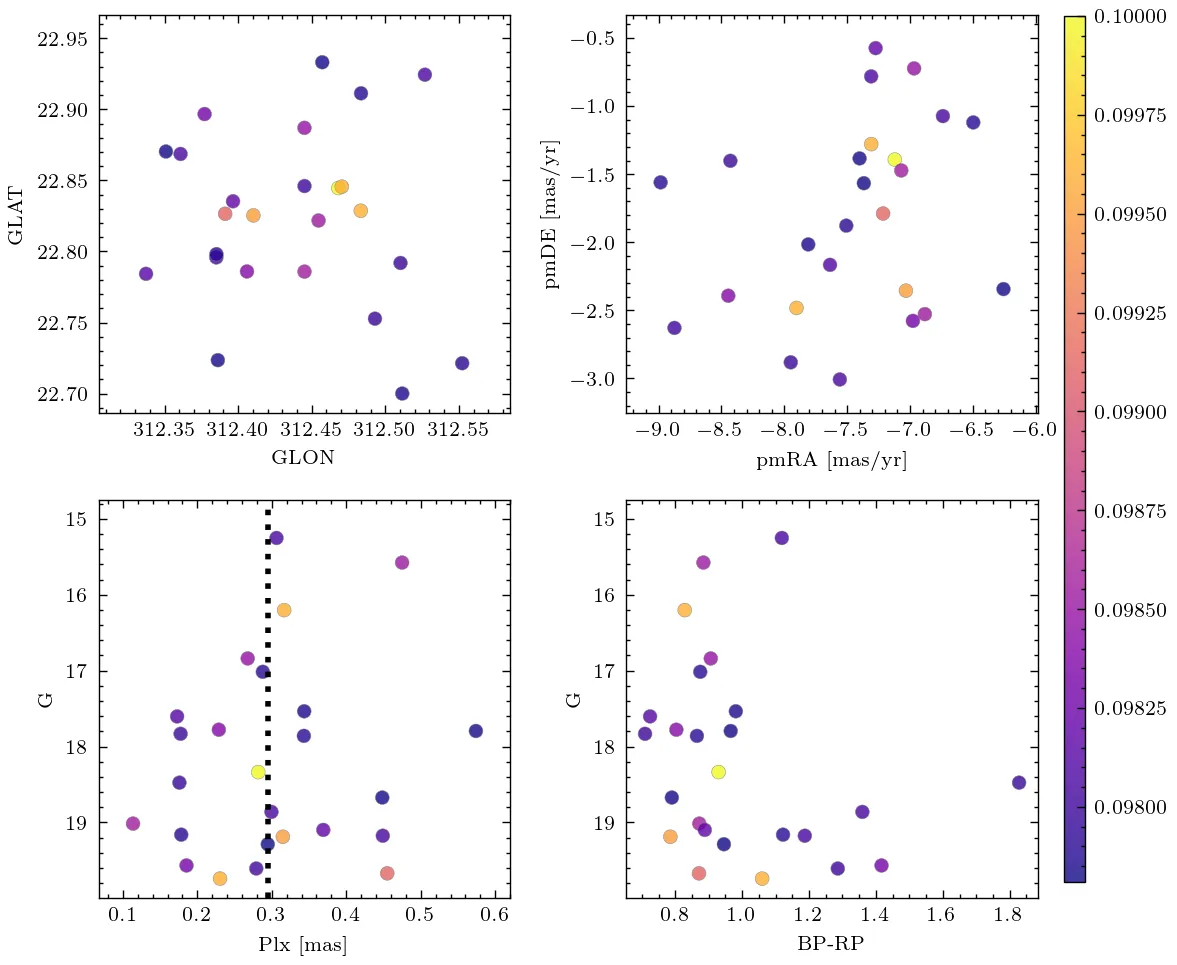 22.95
22.90
22.85
22.80
22.75
22.70
GLAT
312.35 312.40 312.45 312.50 312.55
GLON
−0.5
−1.0
−1.5
−2.0
−2.5
−3.0
pmDE [mas/yr]
−9.0 −8.5 −8.0 −7.5 −7.0 −6.5 −6.0
pmRA [mas/yr]
15
16
17
18
19
G
0.1 0.2 0.3 0.4 0.5 0.6
Plx [mas]
15
16
17
18
19
G
0.8 1.0 1.2 1.4 1.6 1.8
BP-RP
0.10000
0.09975
0.09950
0.09925
0.09900
0.09875
0.09850
0.09825
0.09800